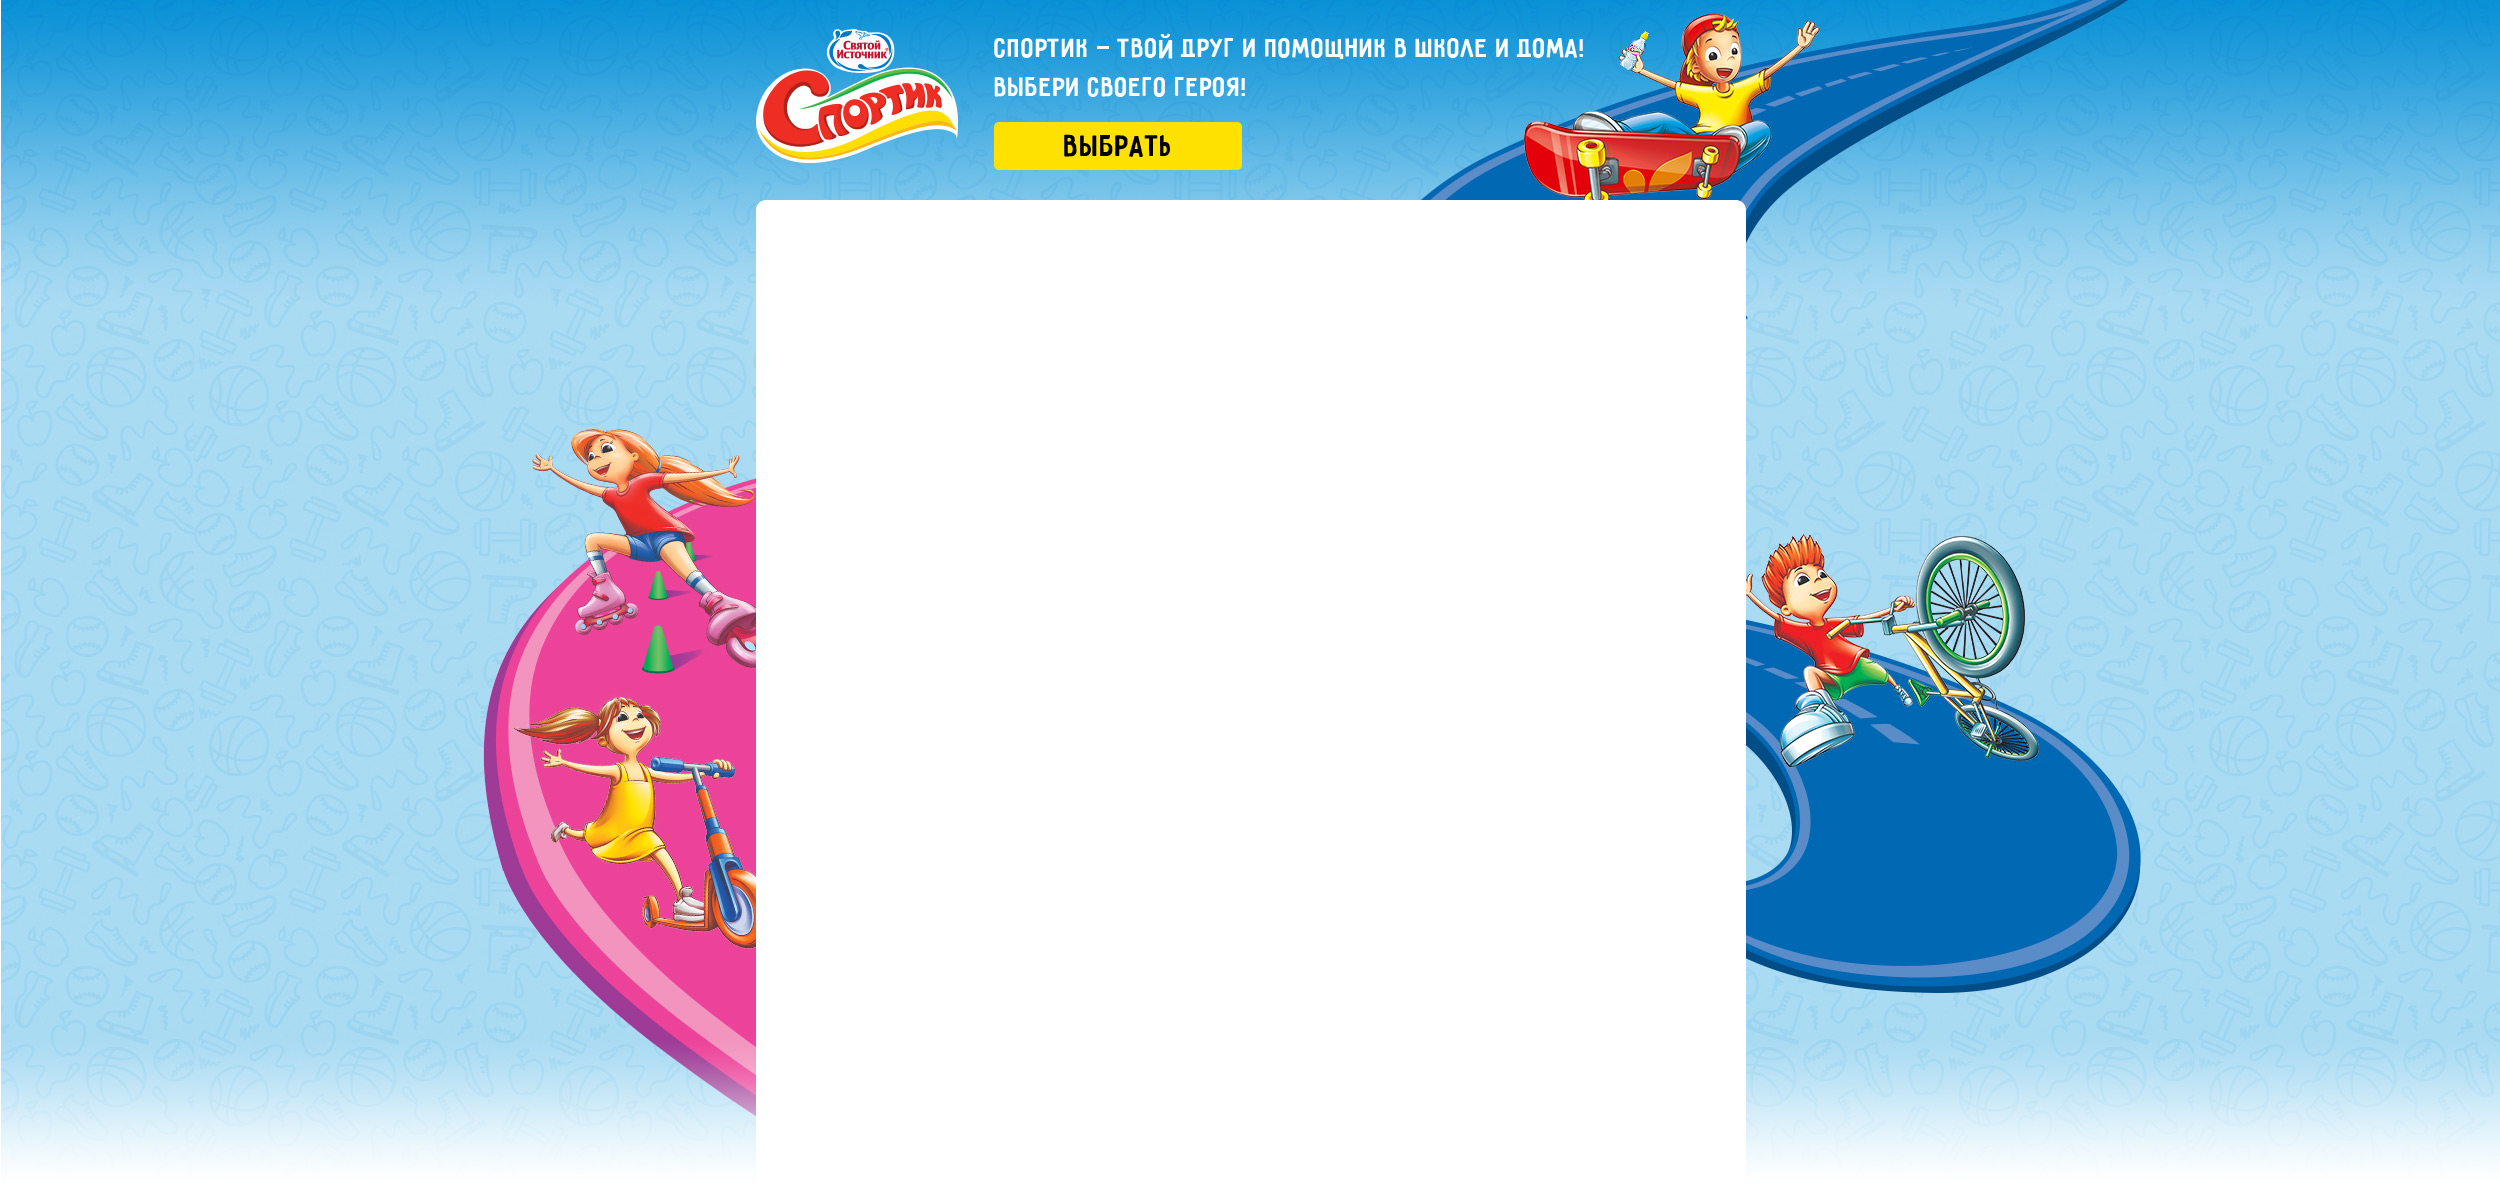 Святой
Источник
Спортик
СПОРТИК – ТВОЙ ДРУГ И ПОМОЩНИК В ШКОЛЕ И ДОМА!
ВЫБЕРИ СВОЕГО ГЕРОЯ!
ВЫБРАТЬ